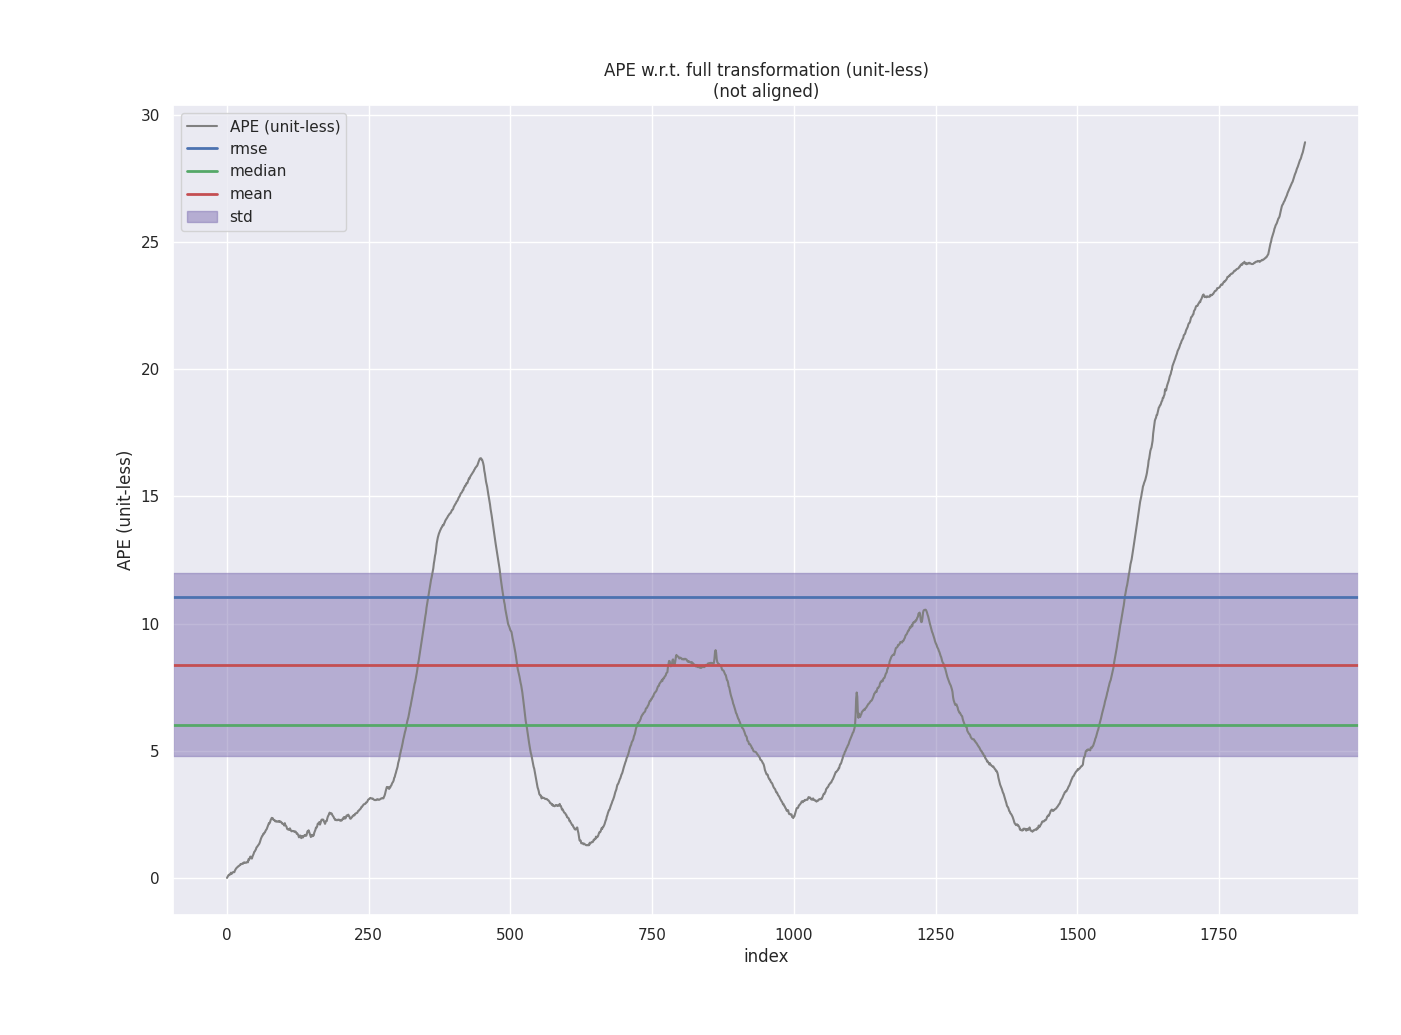 APE w.r.t. full transformation (unit-less)
(not aligned)
APE (unit-less)
rmse
median
mean
std
30
25
20
15
10
5
0
APE (unit-less)
0 250 500 750 1000 1250 1500 1750
index